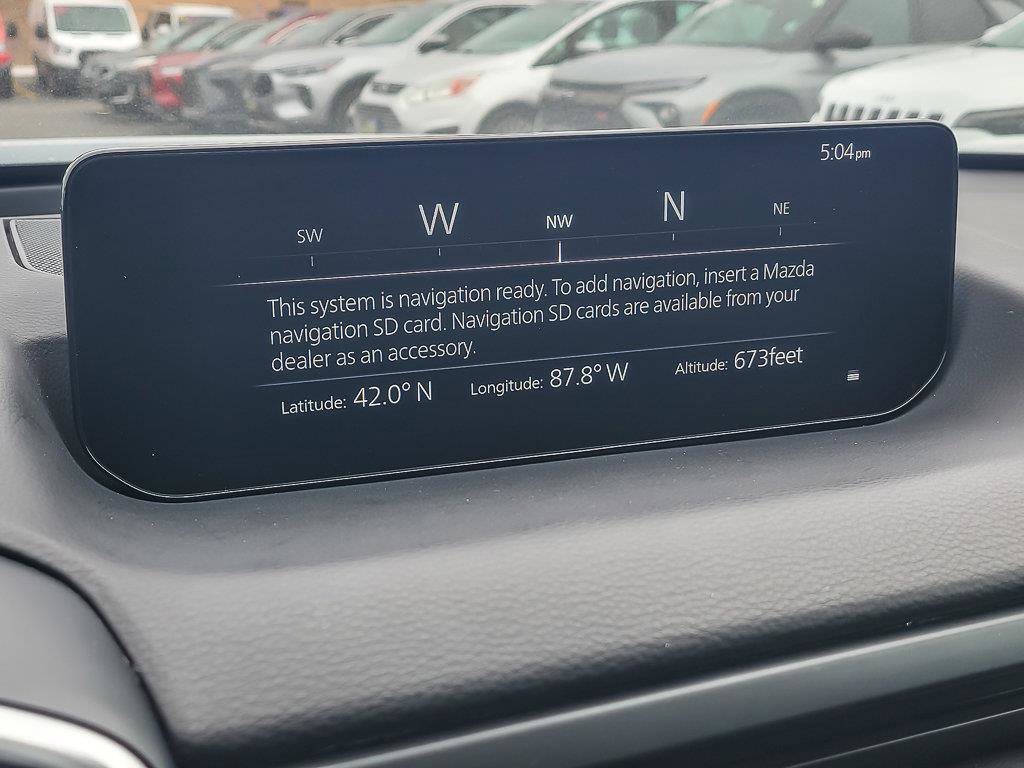 5:04pm
SW W NW N NE
This system is navigation ready. To add navigation, insert a Mazda
navigation SD card. Navigation SD cards are available from your
dealer as an accessory.
Latitude: 42.0° N Longitude: 87.8° W Altitude: 673feet